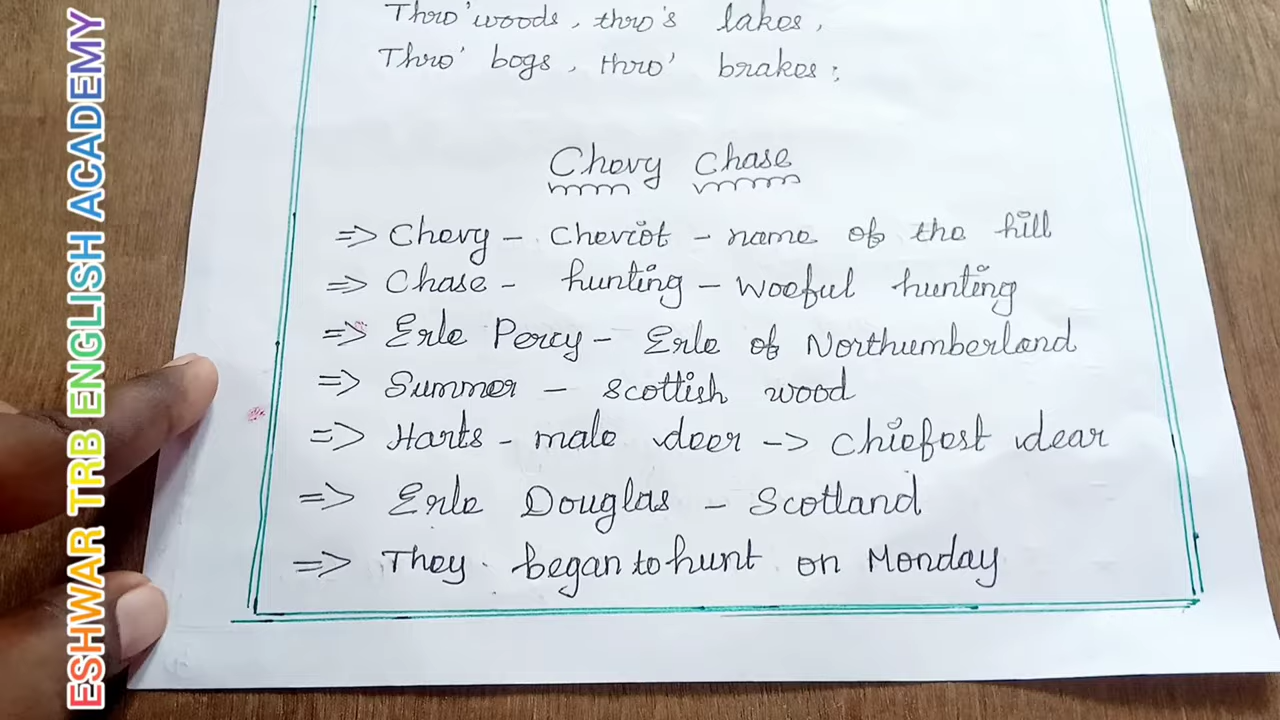 Thro' woods, thro's lakes,
Thro' bogs, thro' brakes:
Chevy Chase
=> Chevy - Cheviot - name of the hill
=> Chase - hunting - Woeful hunting
=> Erle Percy - Erle of Northumberland
=> Summer - Scottish wood
=> Harts - male deer -> Chiefest dear
=> Erle Douglas - Scotland
=> They began to hunt on Monday
ESHWAR TRB ENGLISH ACADEMY